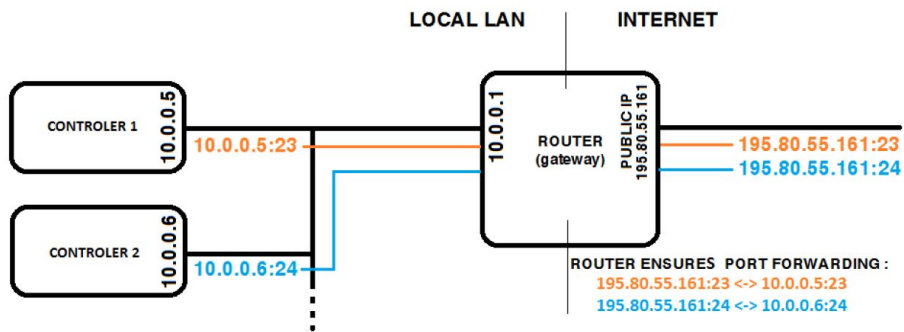 LOCAL LAN
INTERNET
CONTROLER 1
10.0.0.5
10.0.0.5:23
10.0.0.1
ROUTER
(gateway)
PUBLIC IP
195.80.55.161
195.80.55.161:23
195.80.55.161:24
CONTROLER 2
10.0.0.6
10.0.0.6:24
ROUTER ENSURES PORT FORWARDING :
195.80.55.161:23 <-> 10.0.0.5:23
195.80.55.161:24 <-> 10.0.0.6:24